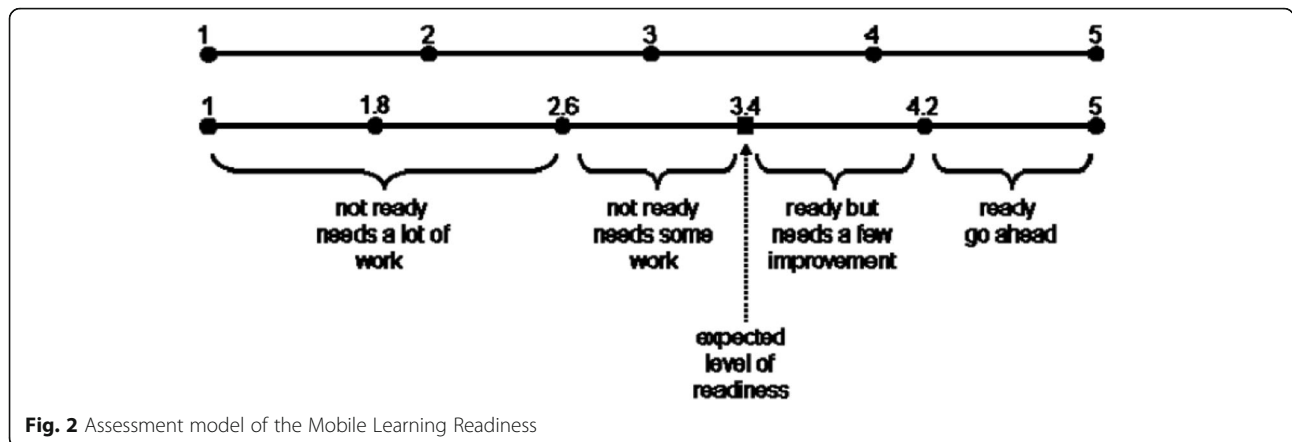 1 2 3 4 5
1 1.8 2.6 3.4 4.2 5
not ready
needs a lot of
work
not ready
needs some
work
ready but
needs a few
improvement
ready
go ahead
expected
level of
readiness
Fig. 2 Assessment model of the Mobile Learning Readiness